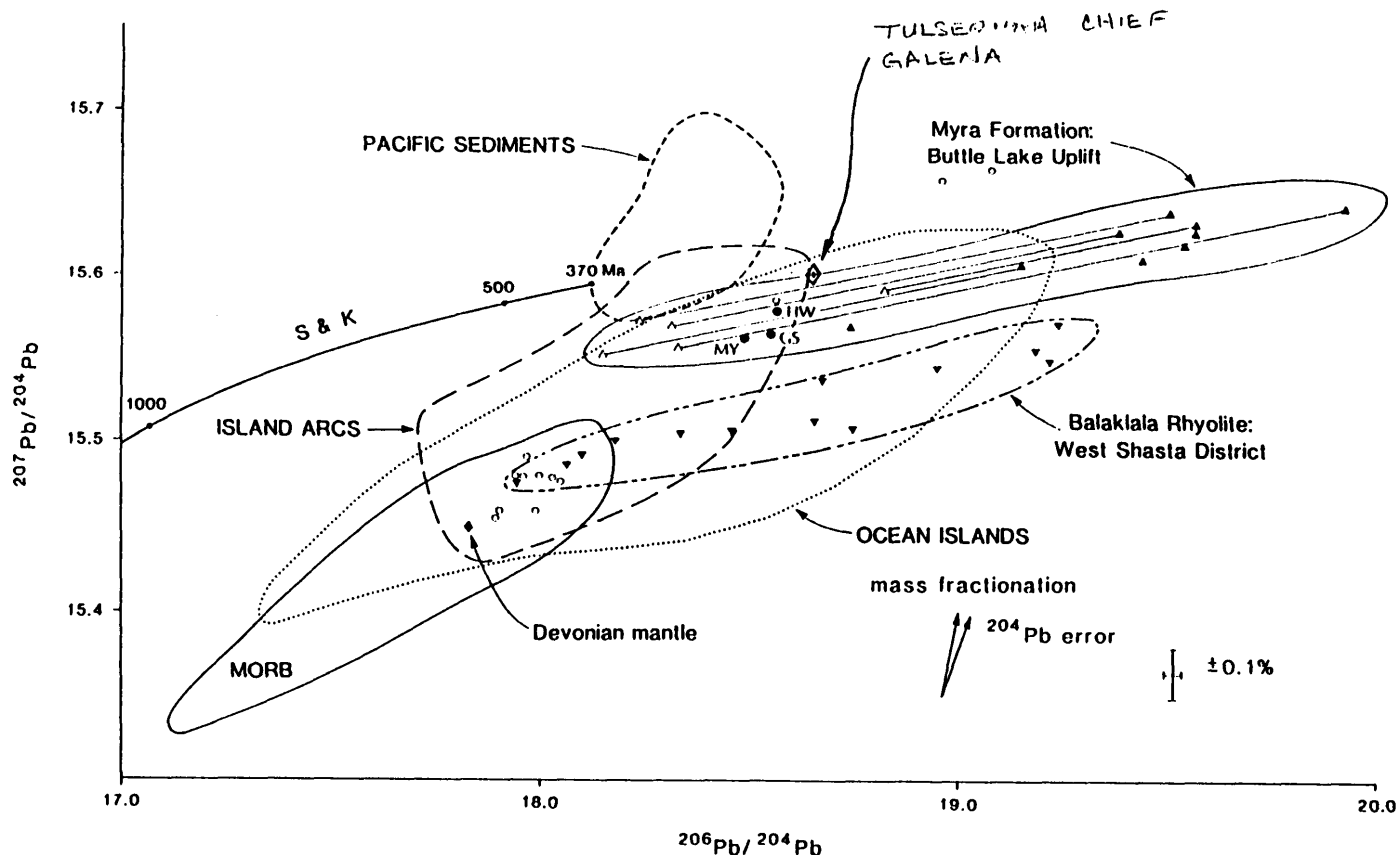 CHIEF
GALENA
15.7
PACIFIC SEDIMENTS
Myra Formation:
Buttle Lake Uplift
15.6
370 Ma
500
S & K
HW
MY
GS
1000
ISLAND ARCS
15.5
Balaklala Rhyolite:
West Shasta District
OCEAN ISLANDS
mass fractionation
²⁰⁴Pb error
±0.1%
15.4
Devonian mantle
MORB
²⁰⁷Pb/²⁰⁴Pb
17.0
18.0
19.0
20.0
²⁰⁶Pb/²⁰⁴Pb